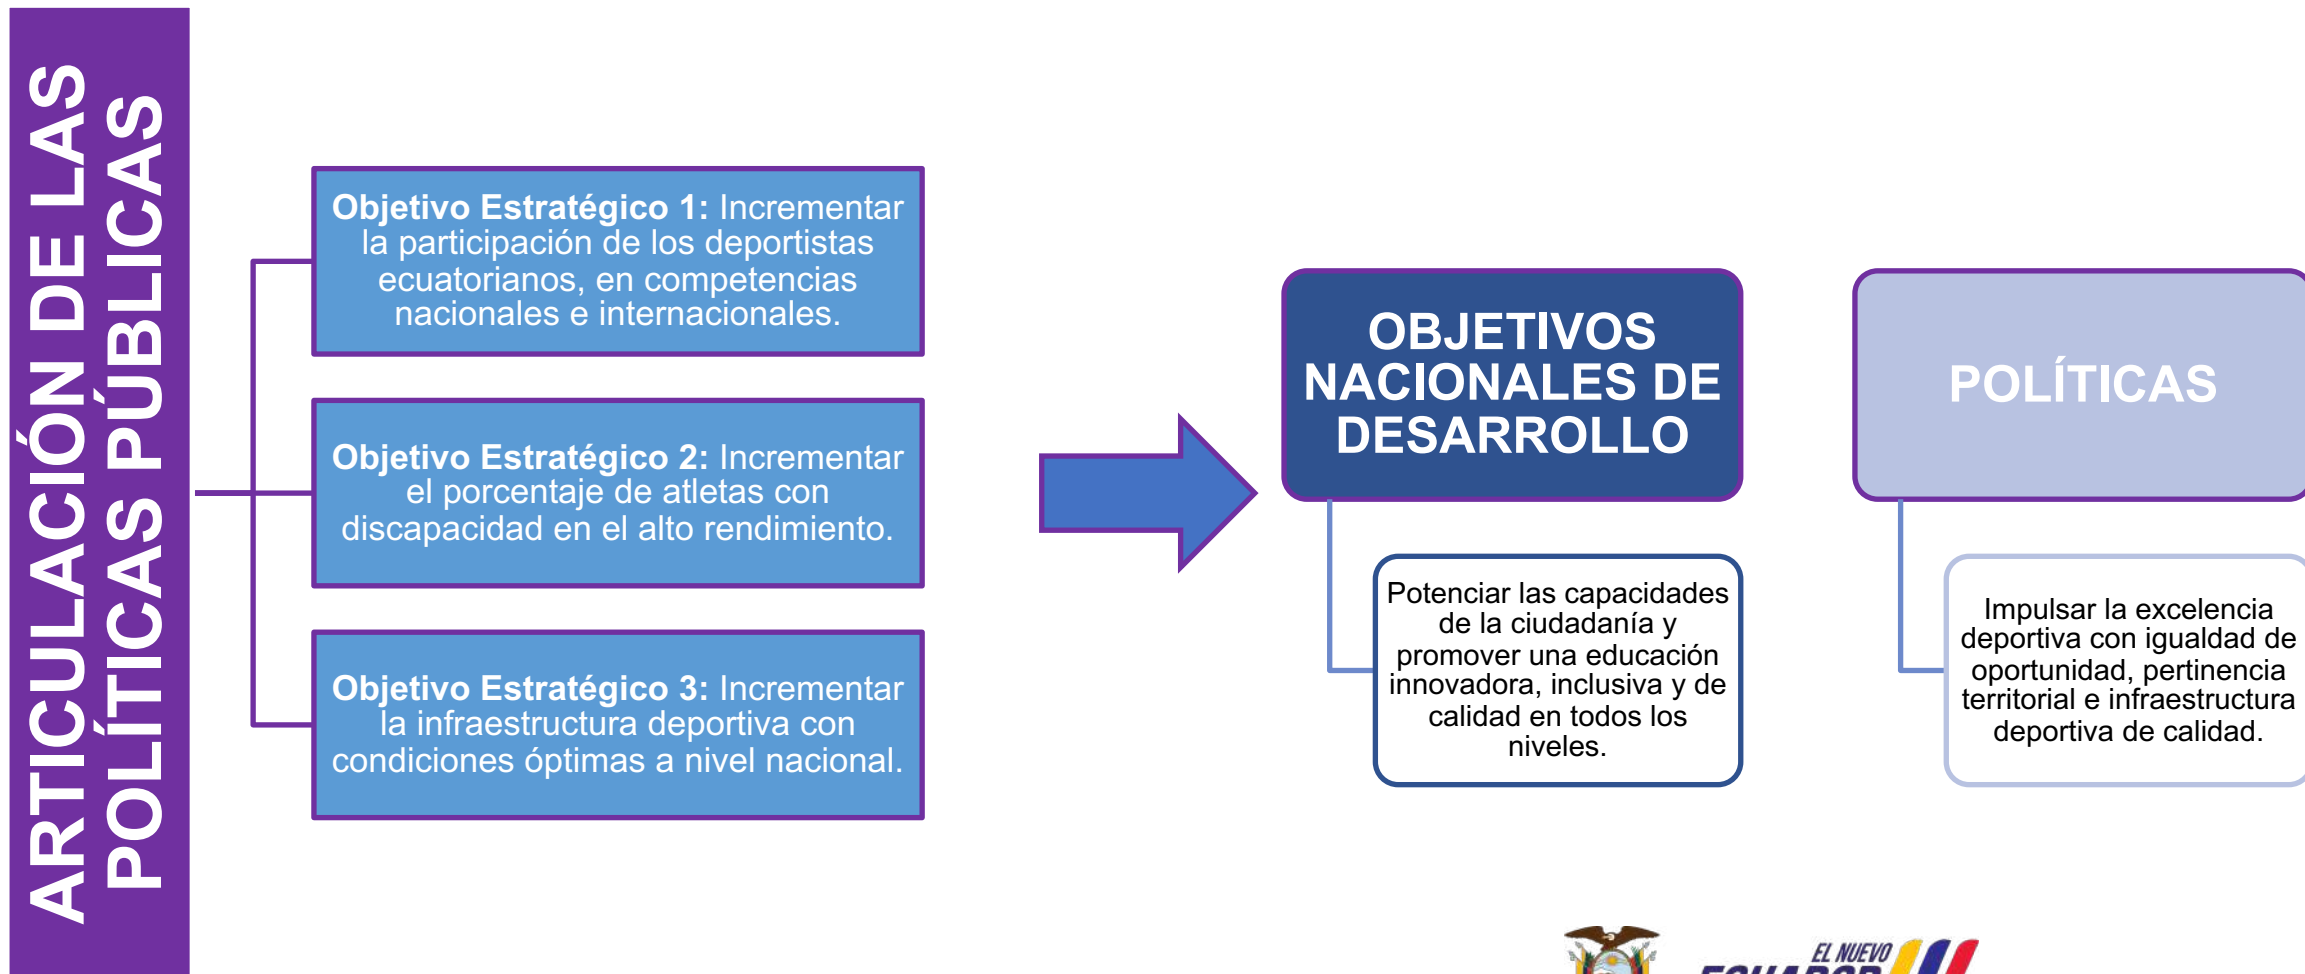 ARTICULACIÓN DE LAS
POLÍTICAS PÚBLICAS
Objetivo Estratégico 1: Incrementar
la participación de los deportistas
ecuatorianos, en competencias
nacionales e internacionales.
Objetivo Estratégico 2: Incrementar
el porcentaje de atletas con
discapacidad en el alto rendimiento.
Objetivo Estratégico 3: Incrementar
la infraestructura deportiva con
condiciones óptimas a nivel nacional.
OBJETIVOS
NACIONALES DE
DESARROLLO
Potenciar las capacidades
de la ciudadanía y
promover una educación
innovadora, inclusiva y de
calidad en todos los
niveles.
POLÍTICAS
Impulsar la excelencia
deportiva con igualdad de
oportunidad, pertinencia
territorial e infraestructura
deportiva de calidad.
EL NUEVO
ECUADOR